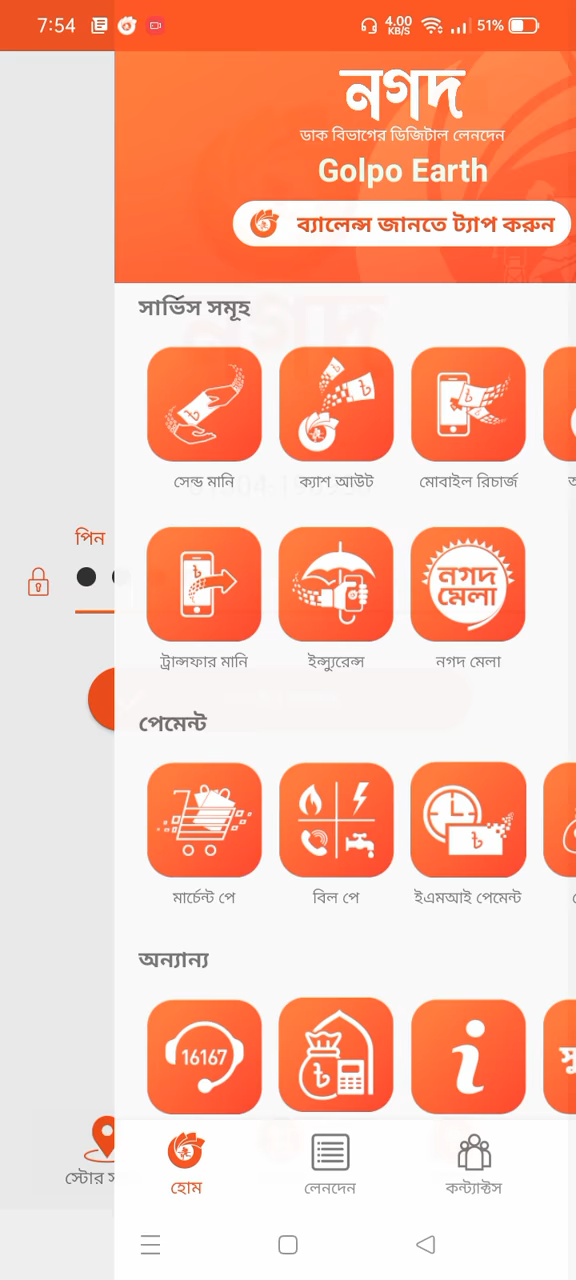 7:54
4.00
KB/S
51%
নগদ
ডাক বিভাগের ডিজিটাল লেনদেন
Golpo Earth
ব্যালেন্স জানতে ট্যাপ করুন
সার্ভিস সমূহ
সেন্ড মানি
ক্যাশ আউট
মোবাইল রিচার্জ
পিন
নগদ
মেলা
ট্রান্সফার মানি
ইন্স্যুরেন্স
নগদ মেলা
পেমেন্ট
মার্চেন্ট পে
বিল পে
ইএমআই পেমেন্ট
অন্যান্য
16167
স্টোর
হোম
লেনদেন
কন্ট্যাক্টস